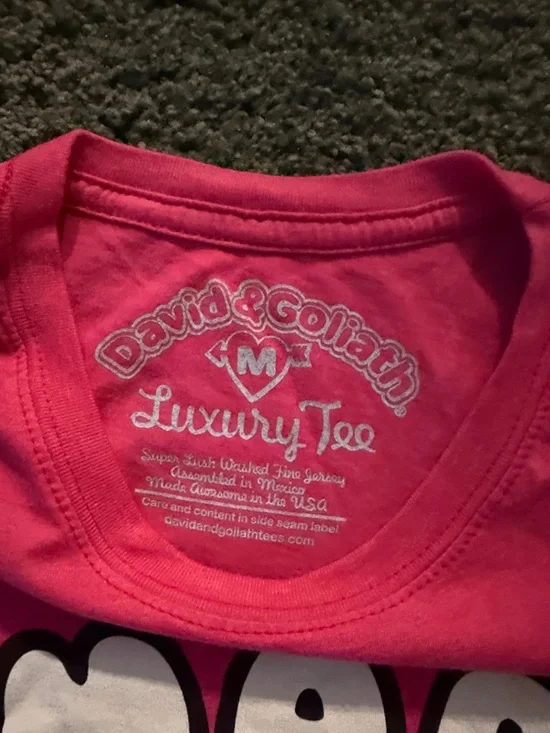 David & Goliath®
M
Luxury Tee
Super Lush Washed Fine Jersey
Assembled in Mexico
Made Awesome in the USA
Care and content in side seam label
davidandgoliathtees.com